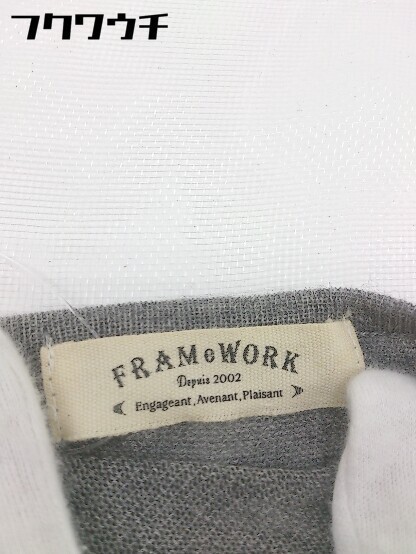 フクワウチ
FRAMeWORK
Depuis 2002
Engageant, Avenant, Plaisant